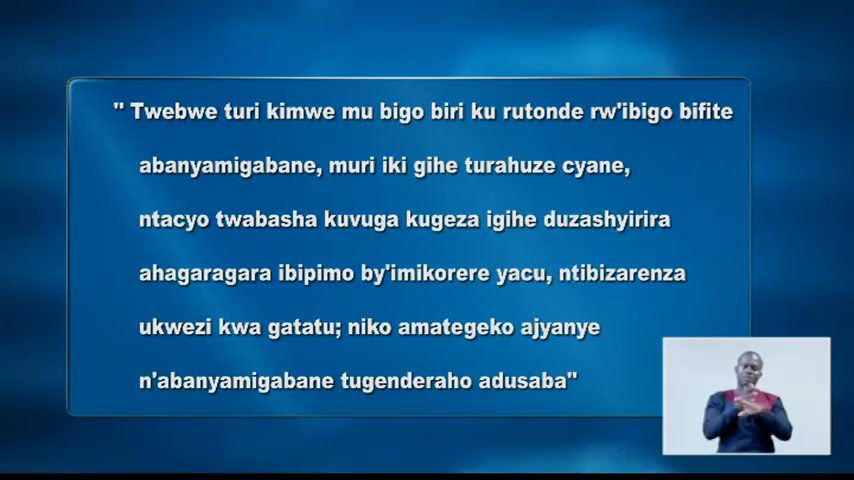 " Twebwe turi kimwe mu bigo biri ku rutonde rw'ibigo bifite
abanyamigabane, muri iki gihe turahuze cyane,
ntacyo twabasha kuvuga kugeza igihe duzashyirira
ahagaragara ibipimo by'imikorere yacu, ntibizarenza
ukwezi kwa gatatu; niko amategeko ajyanye
n'abanyamigabane tugenderaho adusaba"